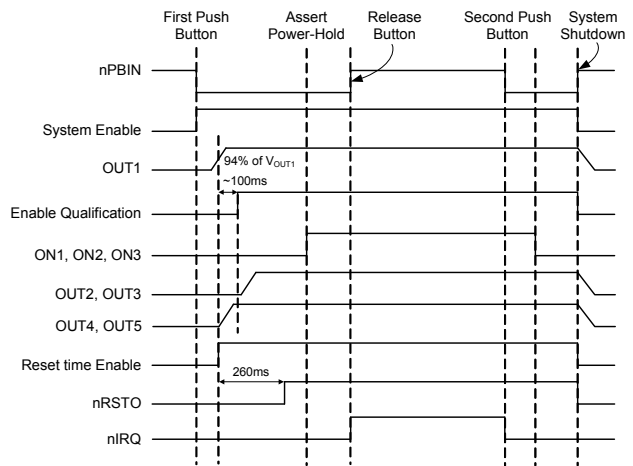 First Push
Button
Assert
Power-Hold
Release
Button
Second Push
Button
System
Shutdown
nPBIN
System Enable
OUT1
94% of VOUT1
~100ms
Enable Qualification
ON1, ON2, ON3
OUT2, OUT3
OUT4, OUT5
Reset time Enable
260ms
nRSTO
nIRQ